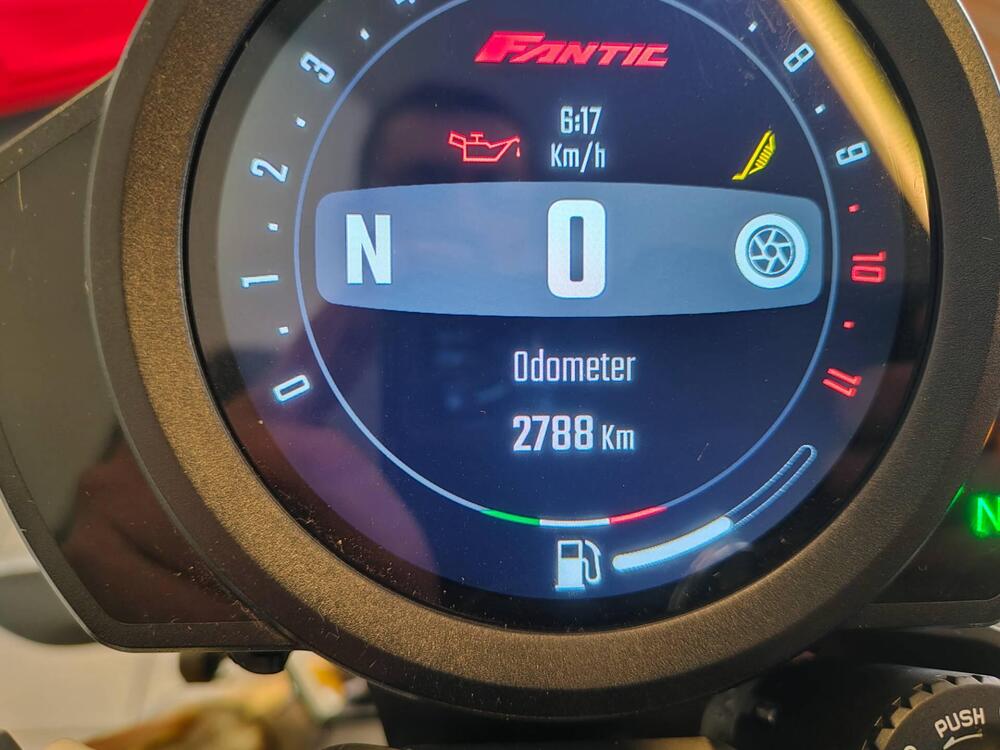 FANTIC
6:17
Km/h
N 0
Odometer
2788 Km
0
1
2
3
8
9
10
11
N
PUSH